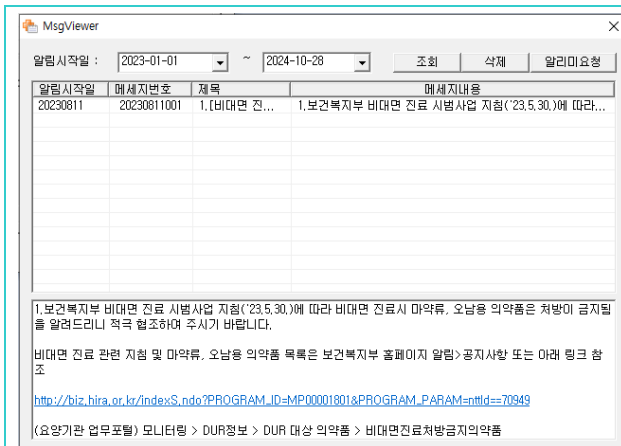 MsgViewer
알림시작일 : 2023-01-01 ~ 2024-10-28 조회 삭제 알리미요청
알림시작일 메세지번호 제목 메세지내용
20230811 20230811001 1.[비대면 진... 1.보건복지부 비대면 진료 시범사업 지침('23.5.30.)에 따라...
1.보건복지부 비대면 진료 시범사업 지침('23.5.30.)에 따라 비대면 진료시 마약류, 오남용 의약품은 처방이 금지됨
을 알려드리니 적극 협조하여 주시기 바랍니다.
비대면 진료 관련 지침 및 마약류, 오남용 의약품 목록은 보건복지부 홈페이지 알림>공지사항 또는 아래 링크 참
조
http://biz.hira.or.kr/indexS.ndo?PROGRAM_ID=MP00001801&PROGRAM_PARAM=nttId==70949
(요양기관 업무포털) 모니터링 > DUR정보 > DUR 대상 의약품 > 비대면진료처방금지의약품